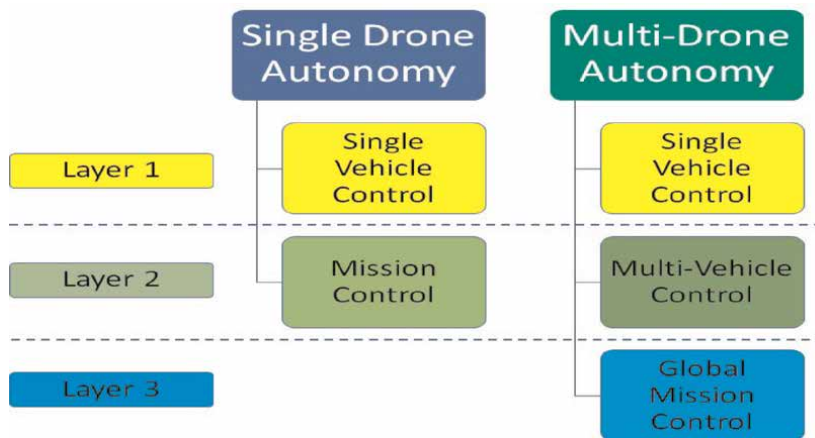 Single Drone
Autonomy
Multi-Drone
Autonomy
Layer 1
Single
Vehicle
Control
Single
Vehicle
Control
Layer 2
Mission
Control
Multi-Vehicle
Control
Layer 3
Global
Mission
Control